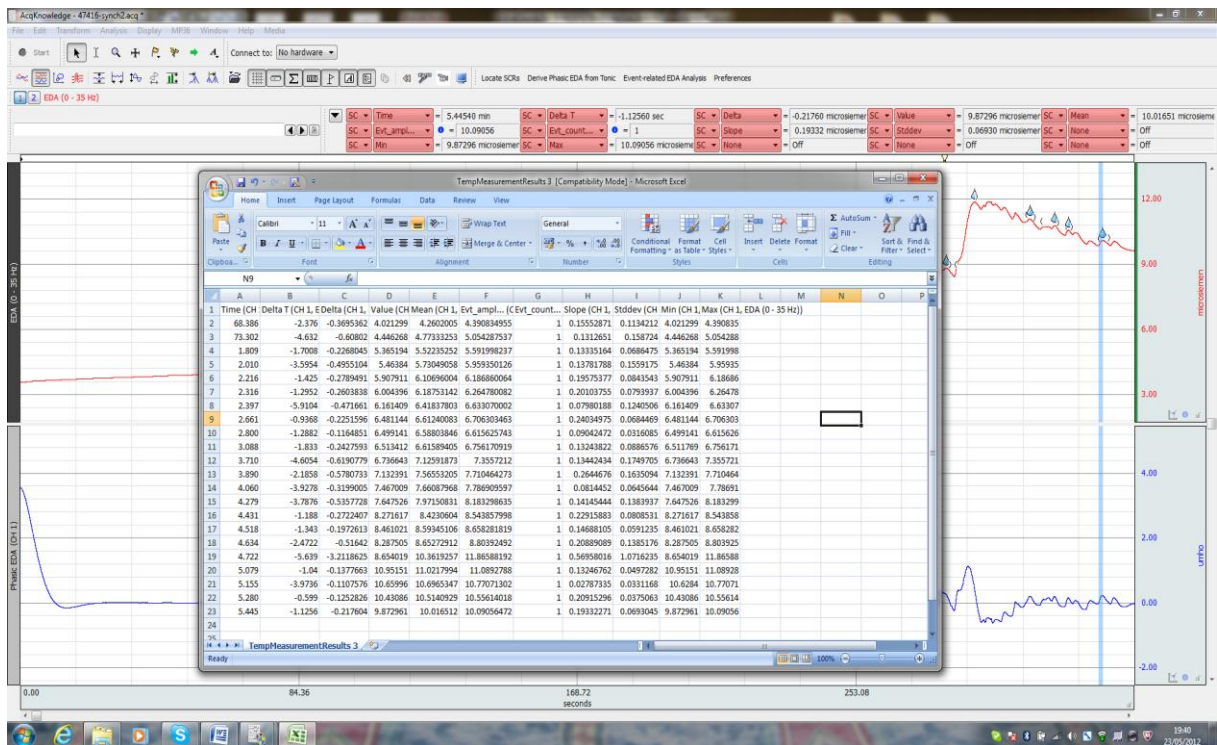 AcqKnowledge - 47416-synch2.acq *
File Edit Transform Analysis Display MP36 Window Help Media
Start Connect to: No hardware
Locate SCRs Derive Phasic EDA from Tonic Event-related EDA Analysis Preferences
1 2 EDA (0 - 35 Hz)
SC Time = 5.44540 min SC Delta T = -1.12560 sec SC Delta = -0.21760 microsiemer SC Value = 9.87296 microsiemer SC Mean = 10.01651 microsieme
SC Evt_ampl... = 10.09056 SC Evt_count... = 1 SC Slope = 0.19332 microsiemer SC Stddev = 0.06930 microsiemer SC None = Off
SC Min = 9.87296 microsiemer SC Max = 10.09056 microsieme SC None = Off SC None = Off SC None = Off
TempMeasurementResults 3 [Compatibility Mode] - Microsoft Excel
Home Insert Page Layout Formulas Data Review View
Paste Calibri 11 A A Wrap Text General Conditional Formatting Format as Table Cell Styles Insert Delete Format AutoSum Fill Clear Sort & Filter Find & Select
B I U Merge & Center
Clipboa... Font Alignment Number Styles Cells Editing
N9 fx
A B C D E F G H I J K L M N O P
1 Time (CH Delta T (CH 1, E Delta (CH 1, Value (CH Mean (CH 1, Evt_ampl... (C Evt_count... Slope (CH 1, Stddev (CH Min (CH 1, Max (CH 1, EDA (0 - 35 Hz))
2 68.386 -2.376 -0.3695362 4.021299 4.2602005 4.390834955 1 0.15552871 0.1134212 4.021299 4.390835
3 73.302 -4.632 -0.60802 4.446268 4.77333253 5.054287537 1 0.1312651 0.158724 4.446268 5.054288
4 1.809 -1.7008 -0.2268045 5.365194 5.52235252 5.591998237 1 0.13335164 0.0686475 5.365194 5.591998
5 2.010 -3.5954 -0.4955104 5.46384 5.73049058 5.959350126 1 0.13781788 0.1559175 5.46384 5.95935
6 2.216 -1.425 -0.2789491 5.907911 6.10696004 6.186860064 1 0.19575377 0.0843543 5.907911 6.18686
7 2.316 -1.2952 -0.2603838 6.004396 6.18753142 6.264780082 1 0.20103755 0.0793937 6.004396 6.26478
8 2.397 -5.9104 -0.471661 6.161409 6.41837803 6.633070002 1 0.07980188 0.1240506 6.161409 6.63307
9 2.661 -0.9368 -0.2251596 6.481144 6.61240083 6.706303463 1 0.24034975 0.0684469 6.481144 6.706303
10 2.800 -1.2882 -0.1164851 6.499141 6.58803846 6.615625743 1 0.09042472 0.0316085 6.499141 6.615626
11 3.088 -1.833 -0.2427593 6.513412 6.61589405 6.756170919 1 0.13243822 0.0886576 6.511769 6.756171
12 3.710 -4.6054 -0.6190779 6.736643 7.12591873 7.3557212 1 0.13442434 0.1749705 6.736643 7.355721
13 3.890 -2.1858 -0.5780733 7.132391 7.56553205 7.710464273 1 0.2644676 0.1635094 7.132391 7.710464
14 4.060 -3.9278 -0.3199005 7.467009 7.66087968 7.786909597 1 0.0814452 0.0645644 7.467009 7.78691
15 4.279 -3.7876 -0.5357728 7.647526 7.97150831 8.183298635 1 0.14145444 0.1383937 7.647526 8.183299
16 4.431 -1.188 -0.2722407 8.271617 8.4230604 8.543857998 1 0.22915883 0.0808531 8.271617 8.543858
17 4.518 -1.343 -0.1972613 8.461021 8.59345106 8.658281819 1 0.14688105 0.0591235 8.461021 8.658282
18 4.634 -2.4722 -0.51642 8.287505 8.65272912 8.80392492 1 0.20889089 0.1385176 8.287505 8.803925
19 4.722 -5.639 -3.2118625 8.654019 10.3619257 11.86588192 1 0.56958016 1.0716235 8.654019 11.86588
20 5.079 -1.04 -0.1377663 10.95151 11.0217994 11.0892788 1 0.13246762 0.0497282 10.95151 11.08928
21 5.155 -3.9736 -0.1107576 10.65996 10.6965347 10.77071302 1 0.02787335 0.0331168 10.6284 10.77071
22 5.280 -0.599 -0.1252826 10.43086 10.5140929 10.55614018 1 0.20915296 0.0375063 10.43086 10.55614
23 5.445 -1.1256 -0.217604 9.872961 10.016512 10.09056472 1 0.19332271 0.0693045 9.872961 10.09056
24
25
TempMeasurementResults 3
Ready 100%
EDA (0 - 35 Hz)
12.00
9.00
6.00
3.00
microsiemen
Phasic EDA (CH 1)
4.00
2.00
0.00
-2.00
umho
0.00 84.36 168.72 253.08
seconds
19:40
23/05/2012